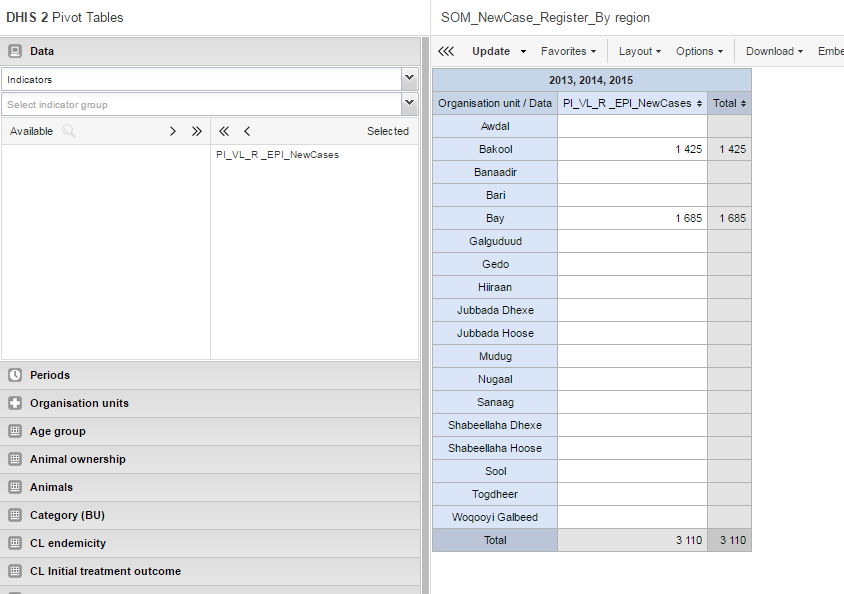 DHIS 2 Pivot Tables
SOM_NewCase_Register_By region
Data
Update Favorites Layout Options Download Embe
Indicators
Select indicator group
Available Selected
PI_VL_R _EPI_NewCases
2013, 2014, 2015
Organisation unit / Data PI_VL_R _EPI_NewCases Total
Awdal
Bakool 1 425 1 425
Banaadir
Bari
Bay 1 685 1 685
Galguduud
Gedo
Hiiraan
Jubbada Dhexe
Jubbada Hoose
Mudug
Nugaal
Sanaag
Shabeellaha Dhexe
Shabeellaha Hoose
Sool
Togdheer
Woqooyi Galbeed
Total 3 110 3 110
Periods
Organisation units
Age group
Animal ownership
Animals
Category (BU)
CL endemicity
CL Initial treatment outcome